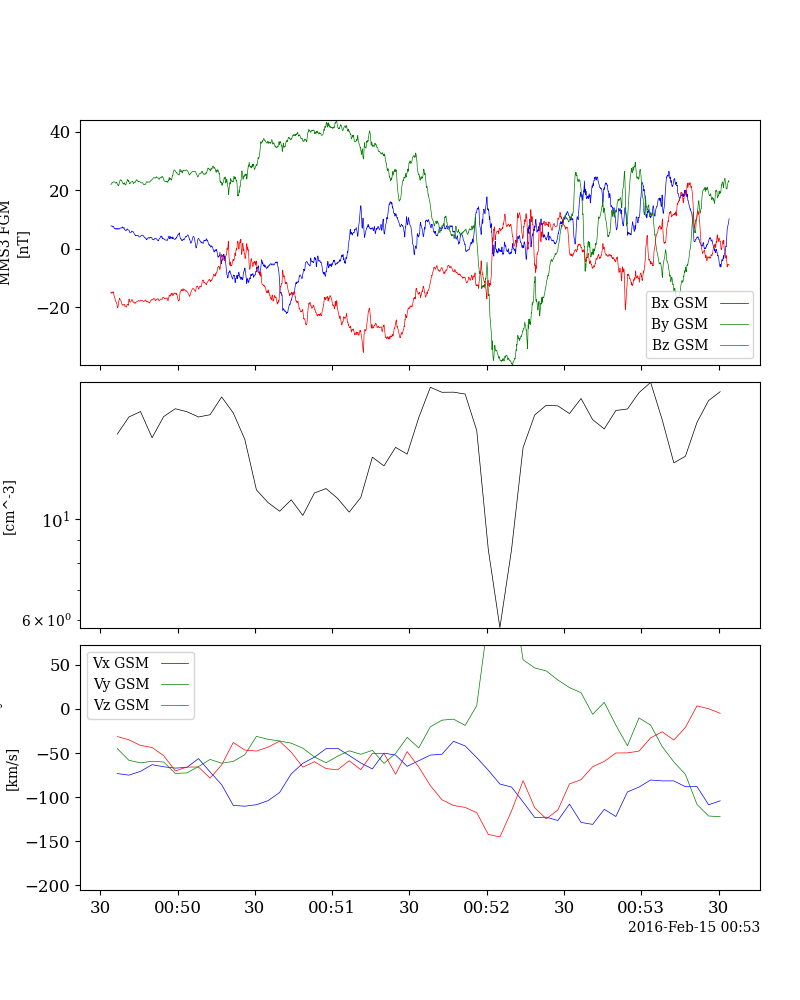 40
20
0
−20
MMS3 FGM
[nT]
Bx GSM
By GSM
Bz GSM
10¹
6 × 10⁰
[cm^-3]
50
0
−50
−100
−150
−200
[km/s]
Vx GSM
Vy GSM
Vz GSM
30 00:50 30 00:51 30 00:52 30 00:53 30
2016-Feb-15 00:53